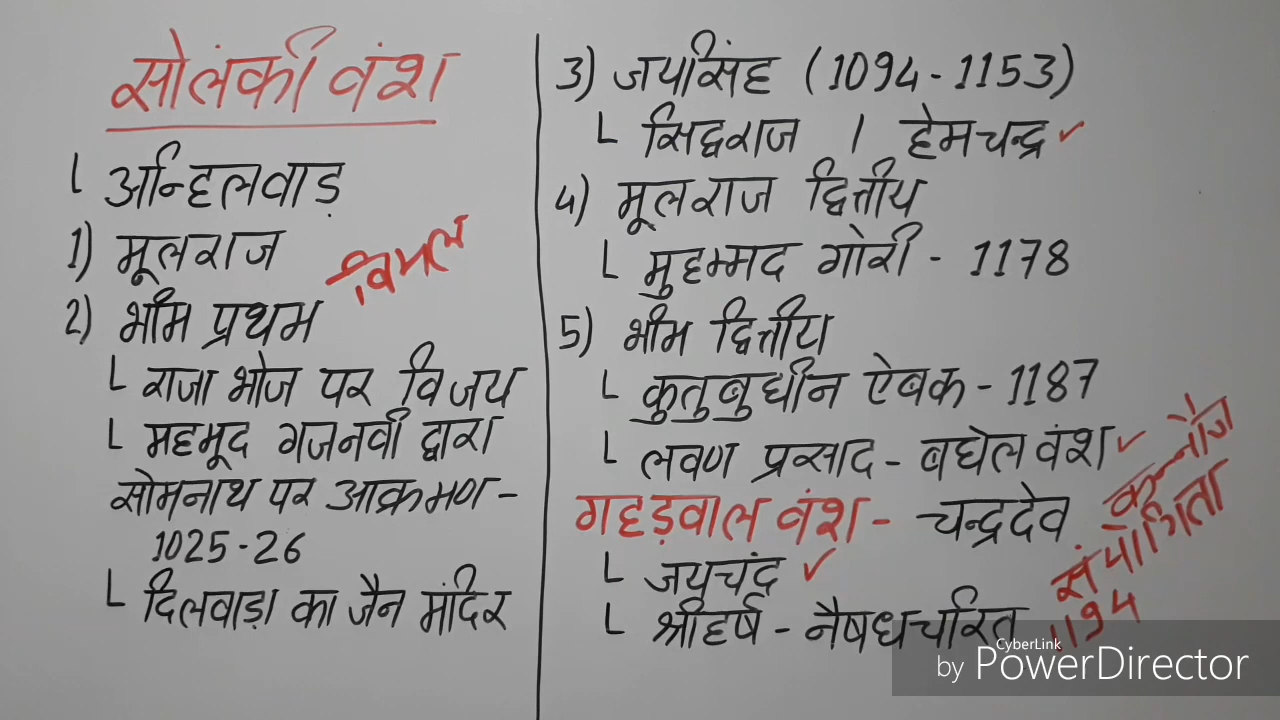 सोलंकी वंश
└ अन्हिलवाड़
1) मूलराज
विमल
2) भीम प्रथम
└ राजा भोज पर विजय
└ महमूद गजनवी द्वारा
सोमनाथ पर आक्रमण -
1025-26
└ दिलवाड़ा का जैन मंदिर
3) जयसिंह (1094-1153)
└ सिद्वराज / हेमचन्द्र ✓
4) मूलराज द्वित्तीय
└ मुहम्मद गोरी - 1178
5) भीम द्वित्तीय
└ कुतुबुधीन ऐबक - 1187
└ लवण प्रसाद - बघेल वंश ✓
गहड़वाल वंश - चन्द्रदेव
कन्नौज
└ जयचंद ✓
संयोगिता
└ श्रीहर्ष - नैषधचरित
1194
CyberLink
by PowerDirector